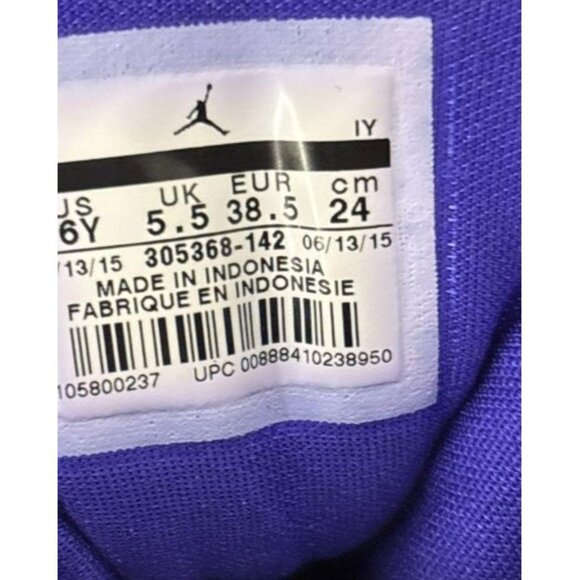 IY
US UK EUR cm
6Y 5.5 38.5 24
/13/15 305368-142 06/13/15
MADE IN INDONESIA
FABRIQUE EN INDONESIE
105800237 UPC 00888410238950